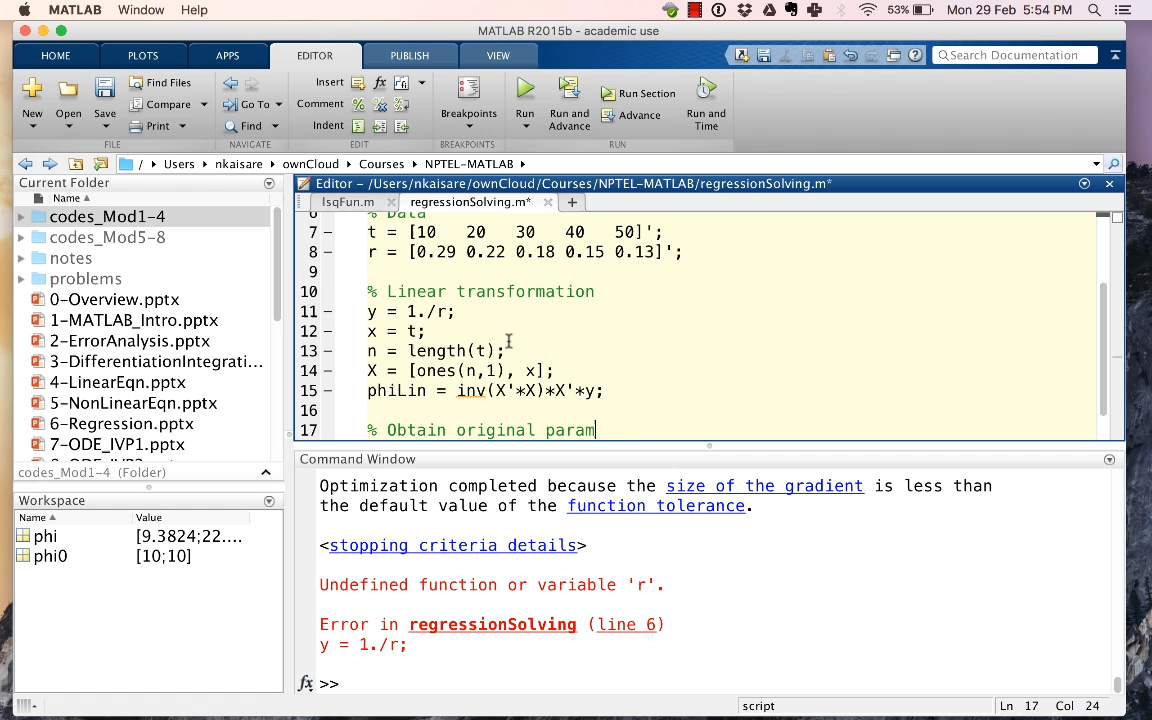 MATLAB Window Help 53% Mon 29 Feb 5:54 PM
MATLAB R2015b - academic use
HOME PLOTS APPS EDITOR PUBLISH VIEW Search Documentation
New Open Save Find Files Compare Print Go To Find Insert Comment Indent Breakpoints Run Run and Advance Run Section Advance Run and Time
FILE NAVIGATE EDIT BREAKPOINTS RUN
/ Users nkaisare ownCloud Courses NPTEL-MATLAB
Current Folder
Name
codes_Mod1-4
codes_Mod5-8
notes
problems
0-Overview.pptx
1-MATLAB_Intro.pptx
2-ErrorAnalysis.pptx
3-DifferentiationIntegrati...
4-LinearEqn.pptx
5-NonLinearEqn.pptx
6-Regression.pptx
7-ODE_IVP1.pptx
codes_Mod1-4 (Folder)
Workspace
Name Value
phi [9.3824;22....
phi0 [10;10]
Editor - /Users/nkaisare/ownCloud/Courses/NPTEL-MATLAB/regressionSolving.m*
lsqFun.m regressionSolving.m*
6 % Data
7 t = [10 20 30 40 50]';
8 r = [0.29 0.22 0.18 0.15 0.13]';
9
10 % Linear transformation
11 y = 1./r;
12 x = t;
13 n = length(t);
14 X = [ones(n,1), x];
15 phiLin = inv(X'*X)*X'*y;
16
17 % Obtain original param
Command Window
Optimization completed because the size of the gradient is less than
the default value of the function tolerance.
<stopping criteria details>
Undefined function or variable 'r'.
Error in regressionSolving (line 6)
y = 1./r;
fx >>
script Ln 17 Col 24